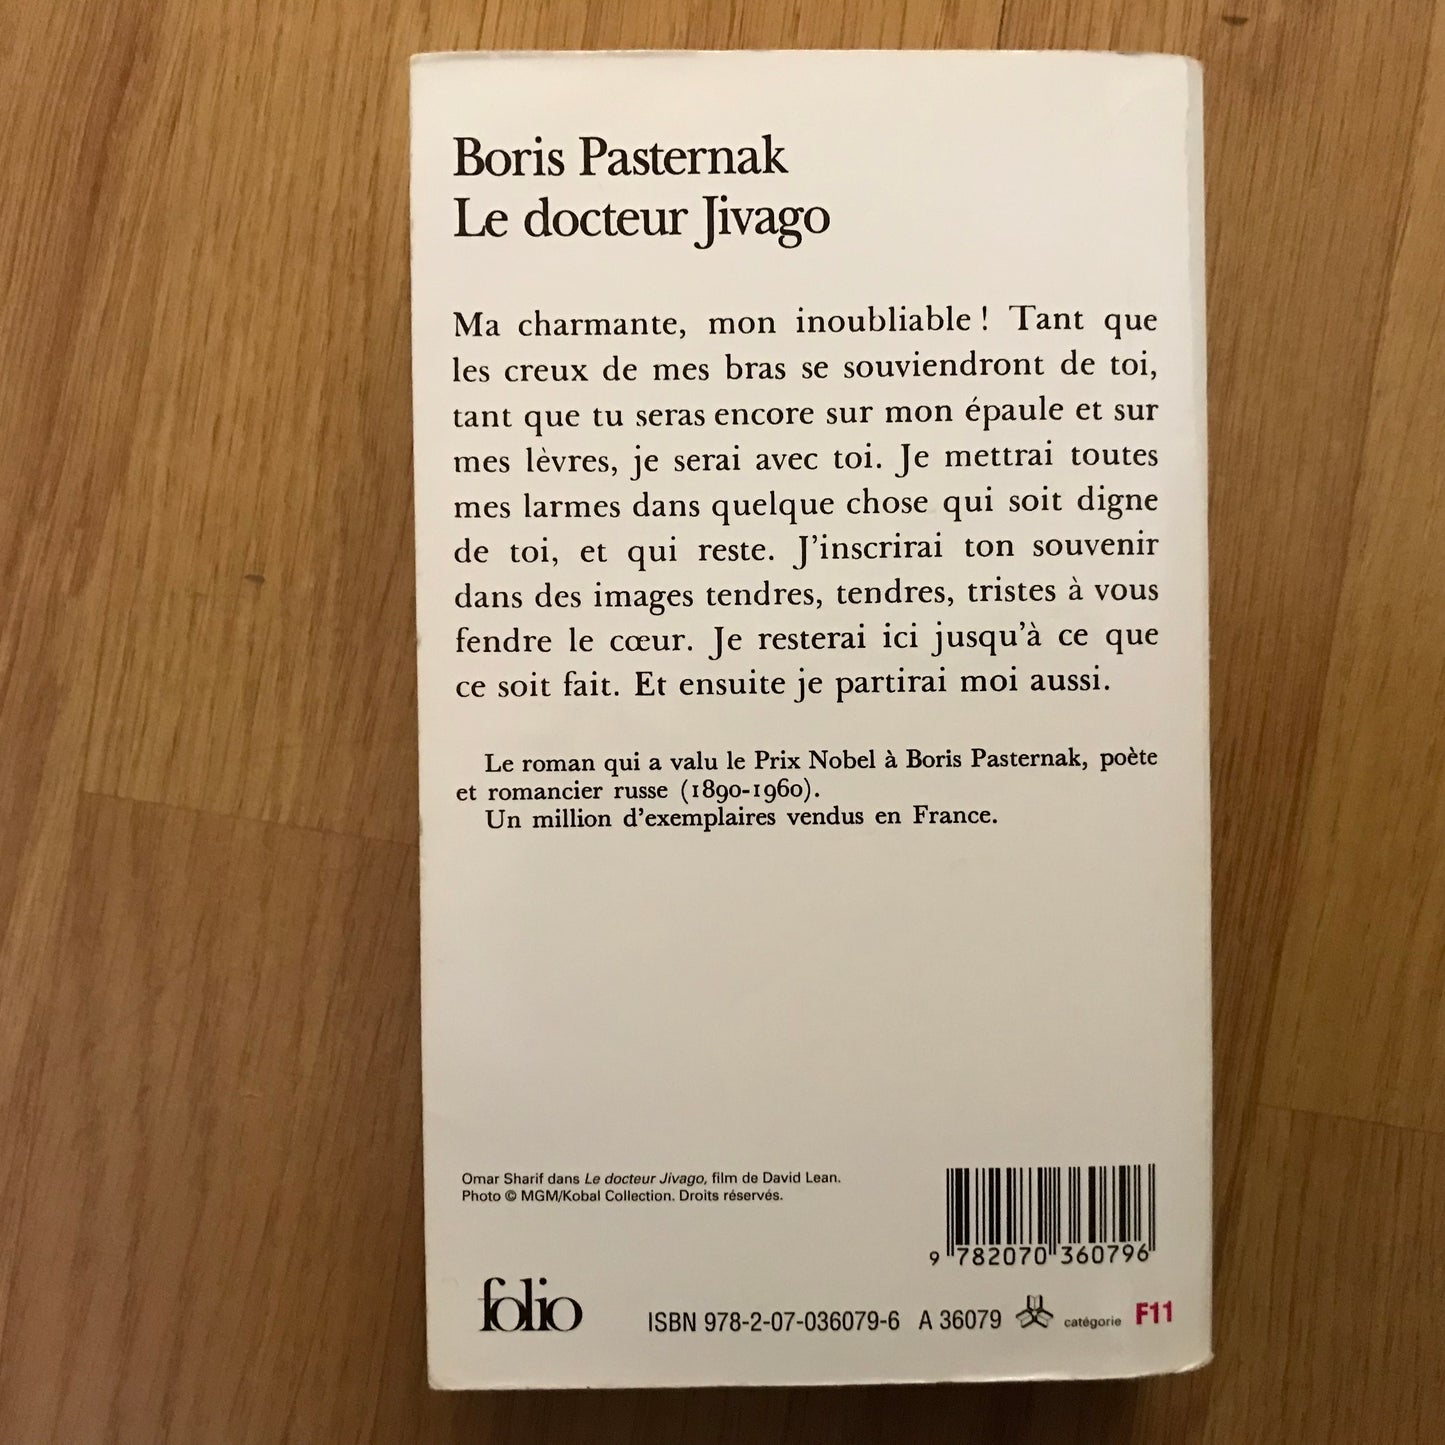 Boris Pasternak
Le docteur Jivago
Ma charmante, mon inoubliable ! Tant que
les creux de mes bras se souviendront de toi,
tant que tu seras encore sur mon épaule et sur
mes lèvres, je serai avec toi. Je mettrai toutes
mes larmes dans quelque chose qui soit digne
de toi, et qui reste. J'inscrirai ton souvenir
dans des images tendres, tendres, tristes à vous
fendre le cœur. Je resterai ici jusqu'à ce que
ce soit fait. Et ensuite je partirai moi aussi.
Le roman qui a valu le Prix Nobel à Boris Pasternak, poète
et romancier russe (1890-1960).
Un million d'exemplaires vendus en France.
Omar Sharif dans Le docteur Jivago, film de David Lean.
Photo © MGM/Kobal Collection. Droits réservés.
9 782070 360796
folio
ISBN 978-2-07-036079-6 A 36079 catégorie F11